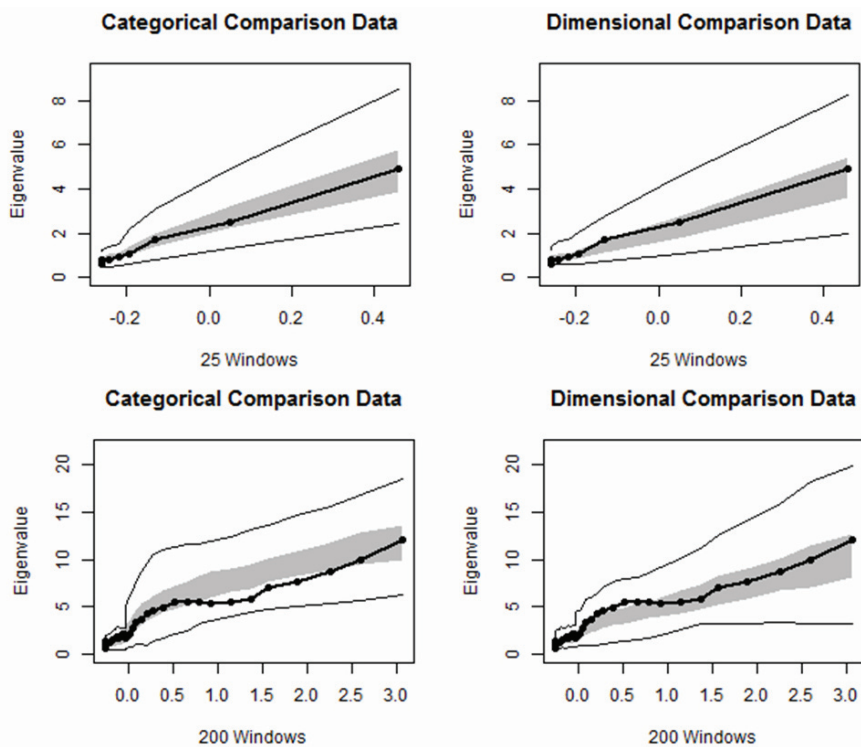 Categorical Comparison Data
Dimensional Comparison Data
Eigenvalue
0 2 4 6 8
-0.2 0.0 0.2 0.4
25 Windows
Eigenvalue
0 2 4 6 8
-0.2 0.0 0.2 0.4
25 Windows
Categorical Comparison Data
Dimensional Comparison Data
Eigenvalue
0 5 10 15 20
0.0 0.5 1.0 1.5 2.0 2.5 3.0
200 Windows
Eigenvalue
0 5 10 15 20
0.0 0.5 1.0 1.5 2.0 2.5 3.0
200 Windows